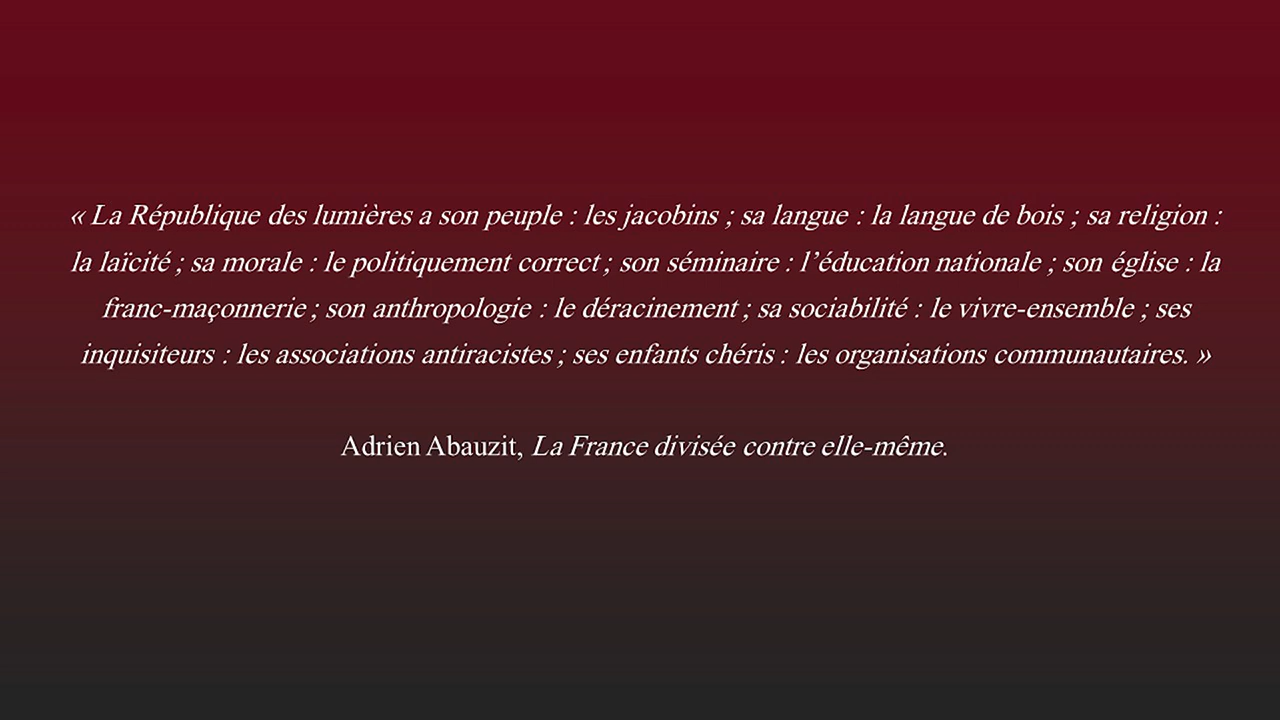 « La République des lumières a son peuple : les jacobins ; sa langue : la langue de bois ; sa religion :
la laïcité ; sa morale : le politiquement correct ; son séminaire : l’éducation nationale ; son église : la
franc-maçonnerie ; son anthropologie : le déracinement ; sa sociabilité : le vivre-ensemble ; ses
inquisiteurs : les associations antiracistes ; ses enfants chéris : les organisations communautaires. »
Adrien Abauzit, La France divisée contre elle-même.